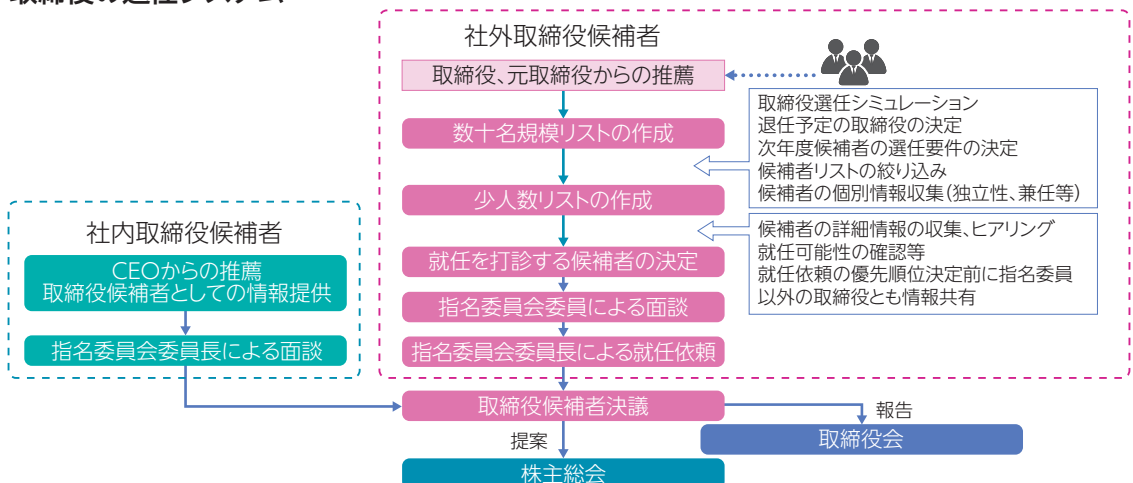 取締役の選任システム
社外取締役候補者
取締役、元取締役からの推薦
数十名規模リストの作成
取締役選任シミュレーション
退任予定の取締役の決定
次年度候補者の選任要件の決定
候補者リストの絞り込み
候補者の個別情報収集(独立性、兼任等)
少人数リストの作成
候補者の詳細情報の収集、ヒアリング
就任可能性の確認等
就任依頼の優先順位決定前に指名委員
以外の取締役とも情報共有
就任を打診する候補者の決定
指名委員会委員による面談
指名委員会委員長による就任依頼
社内取締役候補者
CEOからの推薦
取締役候補者としての情報提供
指名委員会委員長による面談
取締役候補者決議
報告
取締役会
提案
株主総会